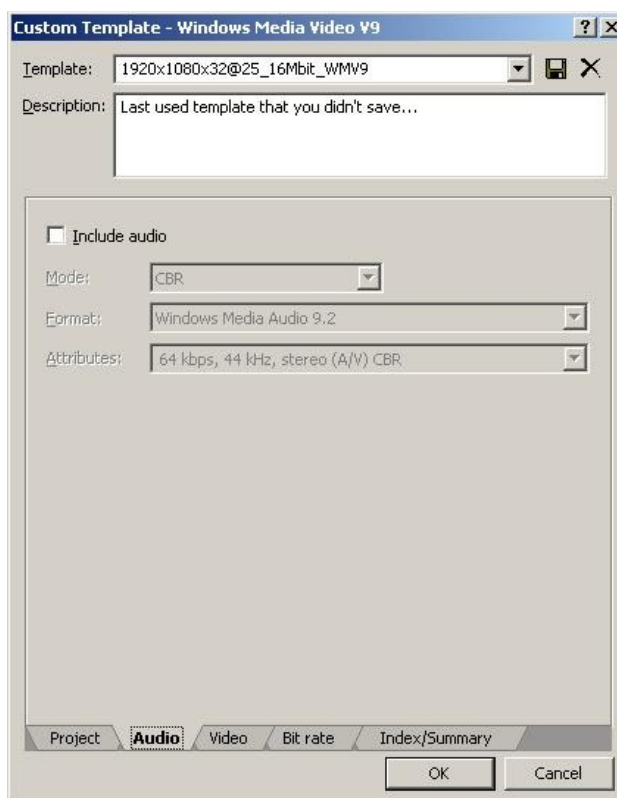 Custom Template - Windows Media Video V9
Template: 1920x1080x32@25_16Mbit_WMV9
Description: Last used template that you didn't save...
Include audio
Mode: CBR
Format: Windows Media Audio 9.2
Attributes: 64 kbps, 44 kHz, stereo (A/V) CBR
Project Audio Video Bit rate Index/Summary
OK Cancel